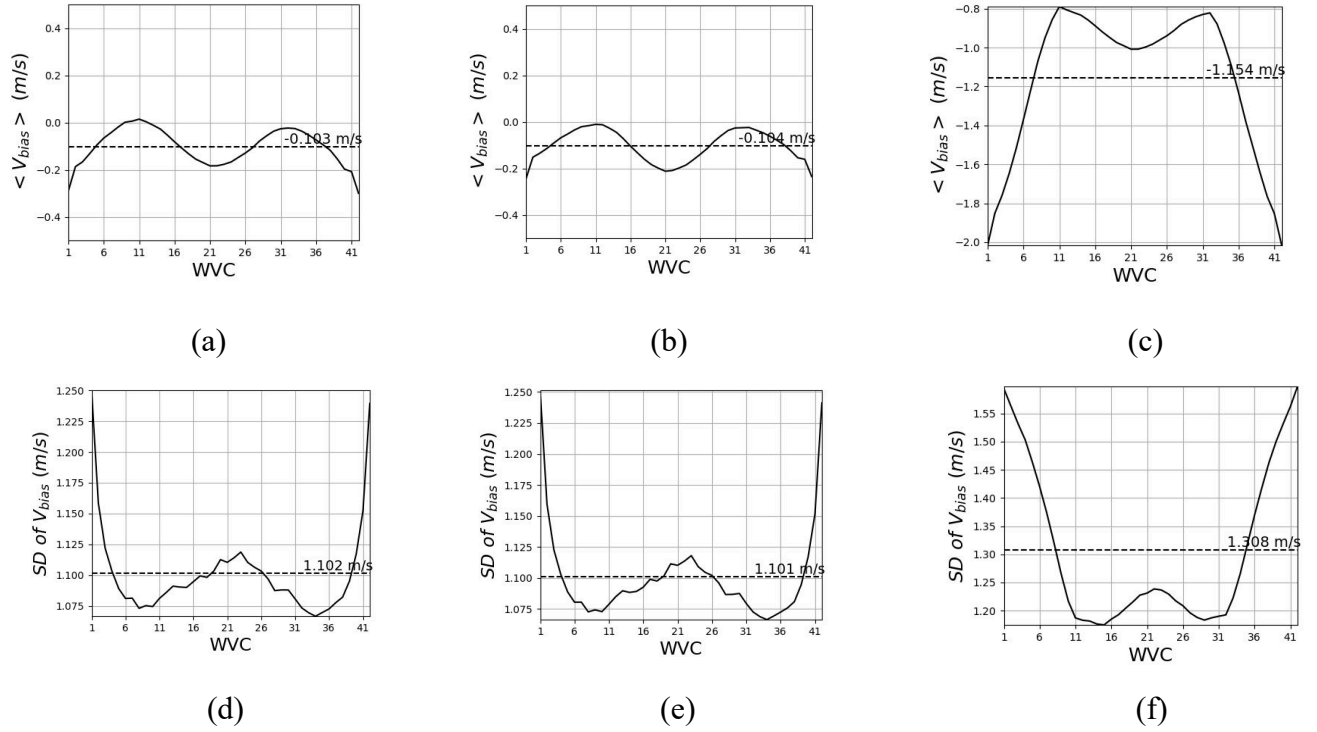 < V_bias > (m/s)
0.4
0.2
0.0
−0.2
−0.4
-0.103 m/s
1 6 11 16 21 26 31 36 41
WVC
(a)
< V_bias > (m/s)
0.4
0.2
0.0
−0.2
−0.4
-0.104 m/s
1 6 11 16 21 26 31 36 41
WVC
(b)
< V_bias > (m/s)
−0.8
−1.0
−1.2
−1.4
−1.6
−1.8
−2.0
-1.154 m/s
1 6 11 16 21 26 31 36 41
WVC
(c)
SD of V_bias (m/s)
1.250
1.225
1.200
1.175
1.150
1.125
1.100
1.075
1.102 m/s
1 6 11 16 21 26 31 36 41
WVC
(d)
SD of V_bias (m/s)
1.250
1.225
1.200
1.175
1.150
1.125
1.100
1.075
1.101 m/s
1 6 11 16 21 26 31 36 41
WVC
(e)
SD of V_bias (m/s)
1.55
1.50
1.45
1.40
1.35
1.30
1.25
1.20
1.308 m/s
1 6 11 16 21 26 31 36 41
WVC
(f)